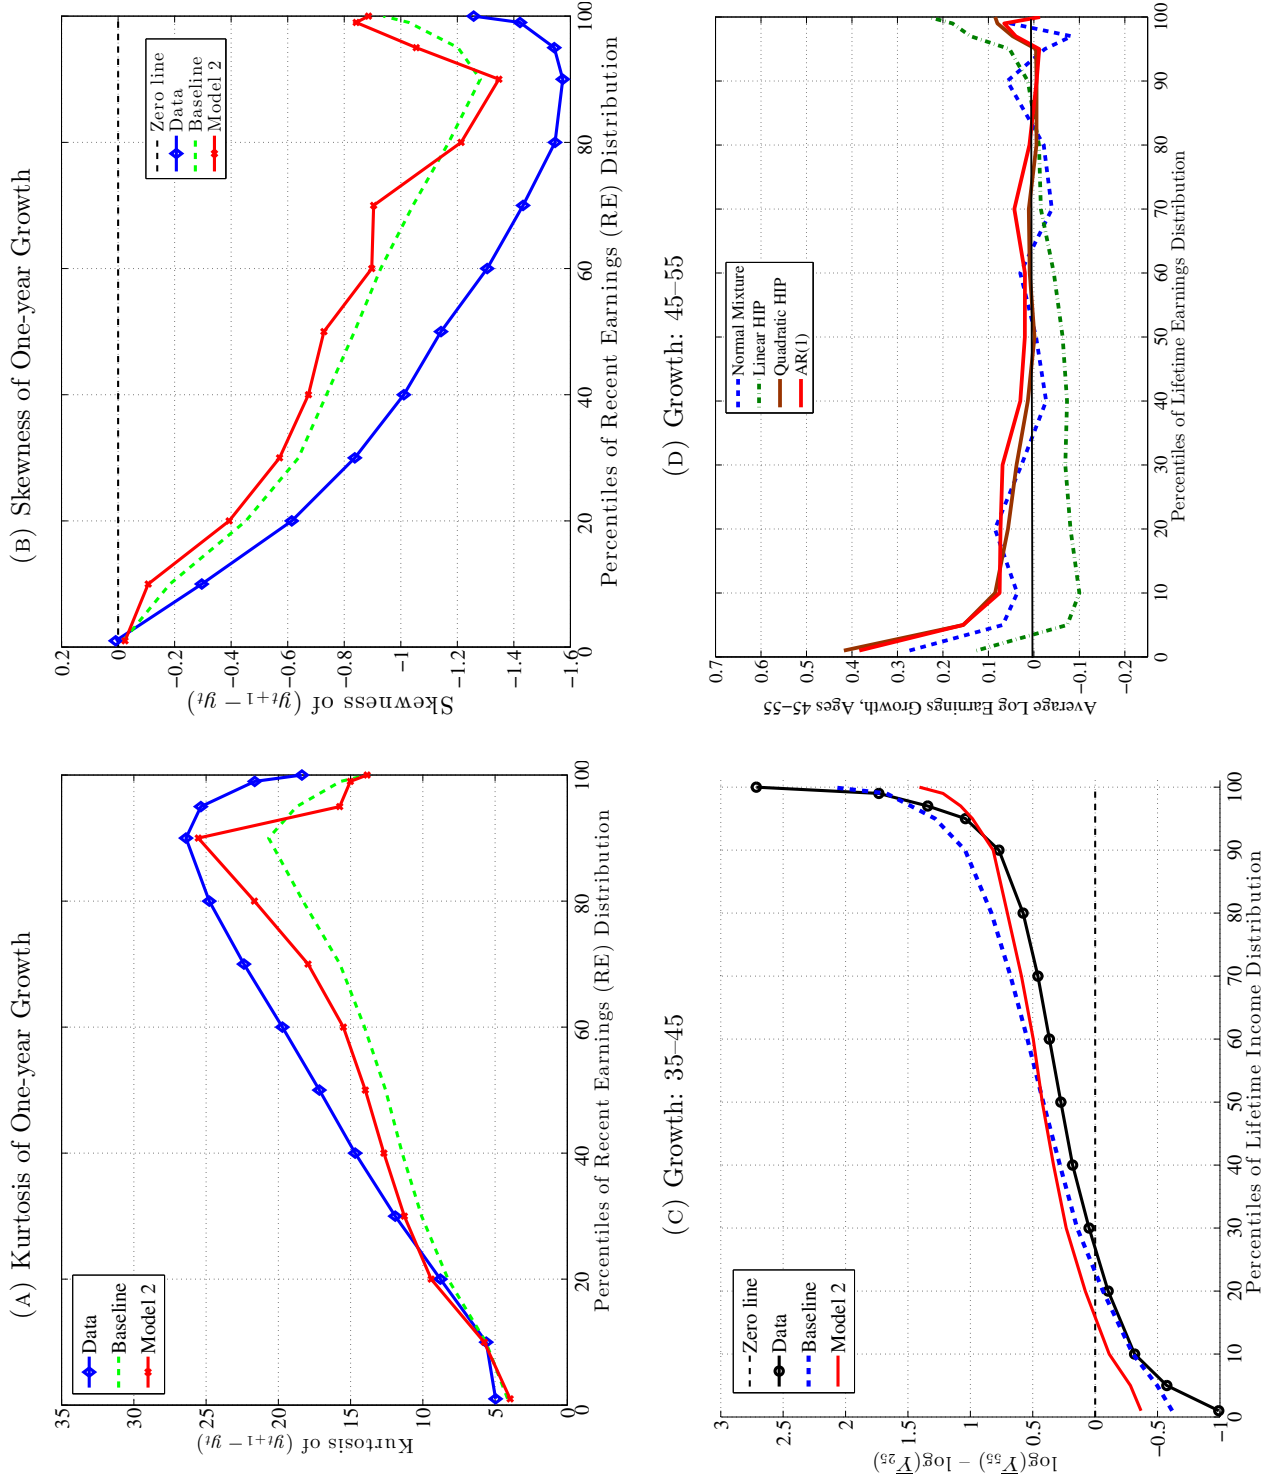 (A) Kurtosis of One-year Growth
Kurtosis of (y_{t+1} − y_t)
35
30
25
20
15
10
5
0
Data
Baseline
Model 2
20
40
60
80
100
Percentiles of Recent Earnings (RE) Distribution
(B) Skewness of One-year Growth
Skewness of (y_{t+1} − y_t)
0.2
0
−0.2
−0.4
−0.6
−0.8
−1
−1.2
−1.4
−1.6
Zero line
Data
Baseline
Model 2
0
20
40
60
80
100
Percentiles of Recent Earnings (RE) Distribution
(C) Growth: 35–45
log(Y̅_{55}) − log(Y̅_{25})
3
2.5
2
1.5
1
0.5
0
−0.5
−1
Zero line
Data
Baseline
Model 2
0
10
20
30
40
50
60
70
80
90
100
Percentiles of Lifetime Income Distribution
(D) Growth: 45–55
Average Log Earnings Growth, Ages 45−55
0.7
0.6
0.5
0.4
0.3
0.2
0.1
0
−0.1
−0.2
Normal Mixture
Linear HIP
Quadratic HIP
AR(1)
0
10
20
30
40
50
60
70
80
90
100
Percentiles of Lifetime Earnings Distribution